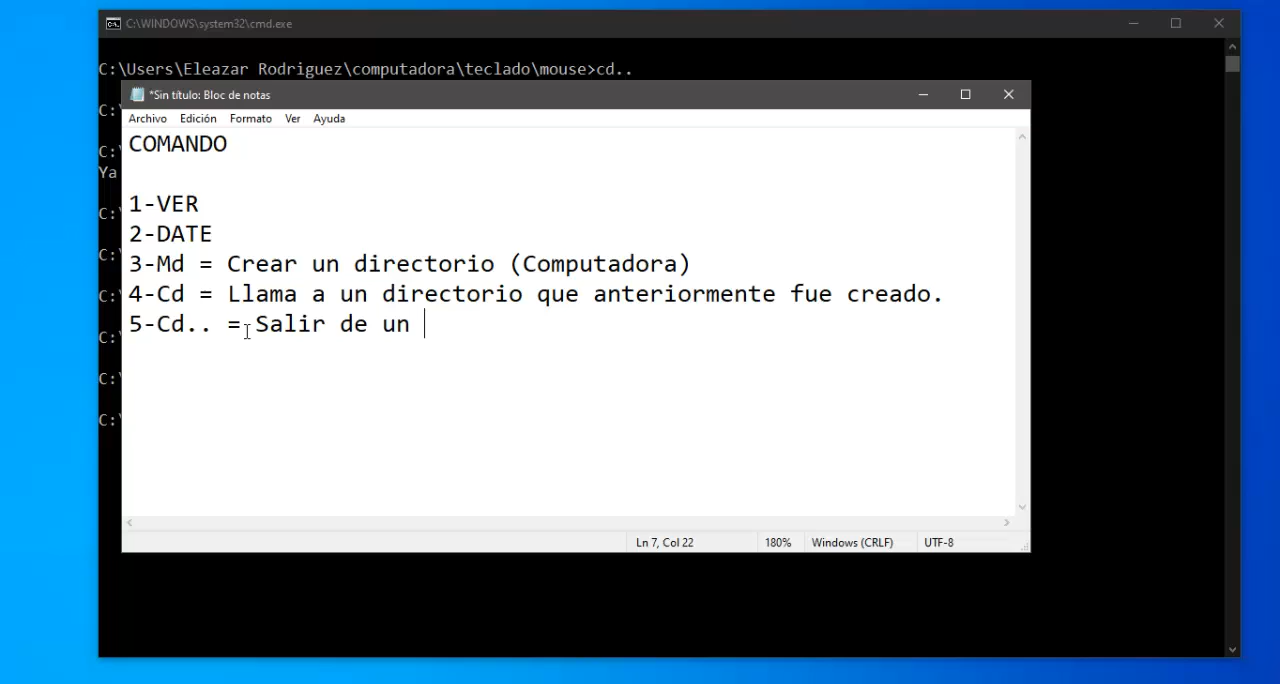 C:\WINDOWS\system32\cmd.exe
C:\Users\Eleazar Rodriguez\computadora\teclado\mouse>cd..
*Sin título: Bloc de notas
Archivo Edición Formato Ver Ayuda
C:\
COMANDO
C:\
Ya
1-VER
C:\
2-DATE
C:\
3-Md = Crear un directorio (Computadora)
C:\
4-Cd = Llama a un directorio que anteriormente fue creado.
5-Cd.. = Salir de un
C:\
C:\
C:\
Ln 7, Col 22 180% Windows (CRLF) UTF-8